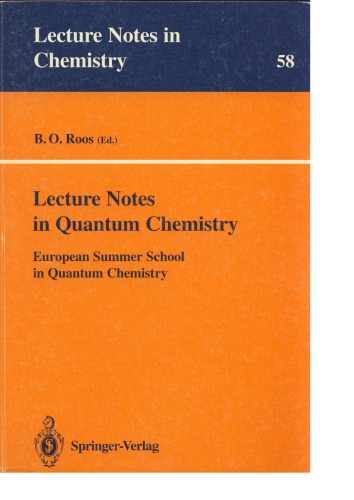 Lecture Notes in
Chemistry 58
B. O. Roos (Ed.)
Lecture Notes
in Quantum Chemistry
European Summer School
in Quantum Chemistry
Springer-Verlag